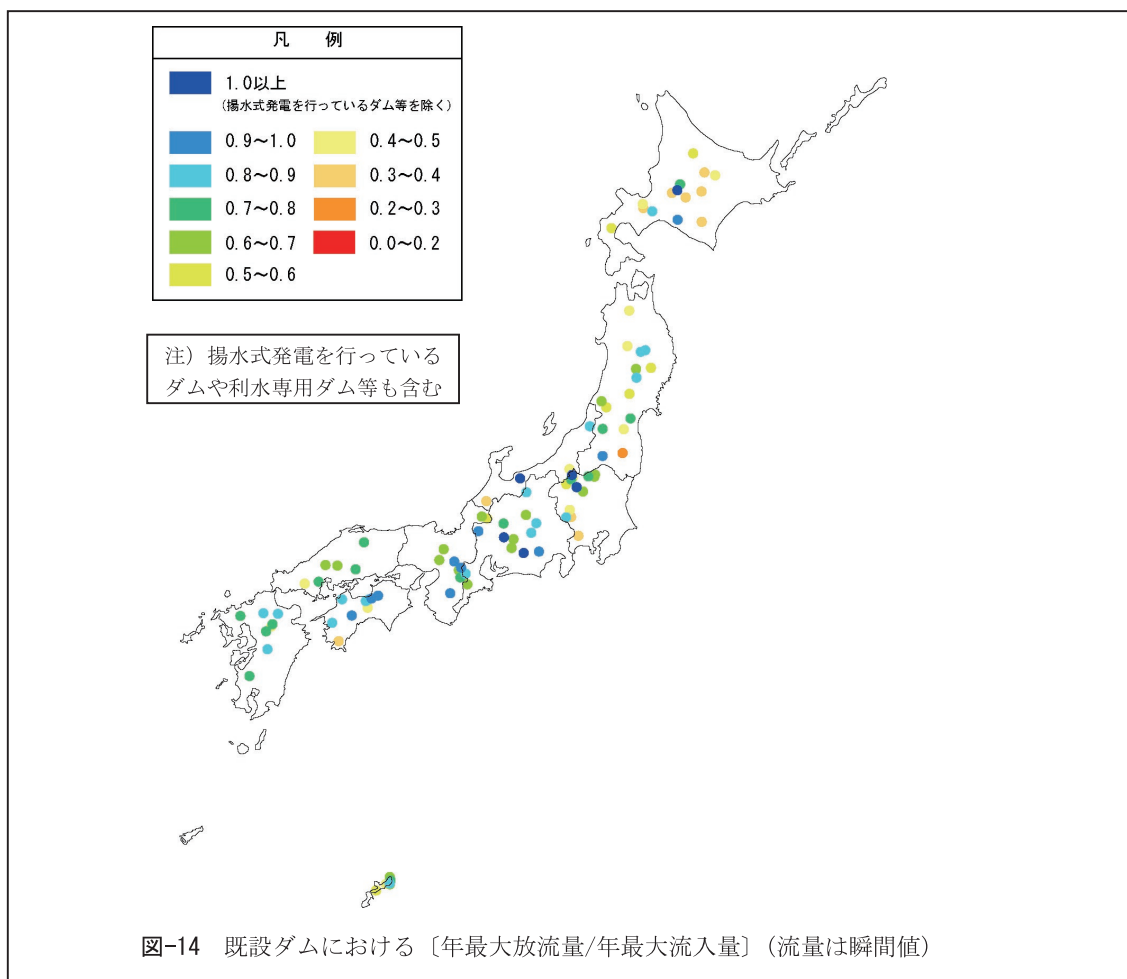 凡　例
1.0以上
(揚水式発電を行っているダム等を除く)
0.9～1.0
0.8～0.9
0.7～0.8
0.6～0.7
0.5～0.6
0.4～0.5
0.3～0.4
0.2～0.3
0.0～0.2
注）揚水式発電を行っている
ダムや利水専用ダム等も含む
図-14　既設ダムにおける〔年最大放流量/年最大流入量〕(流量は瞬間値)